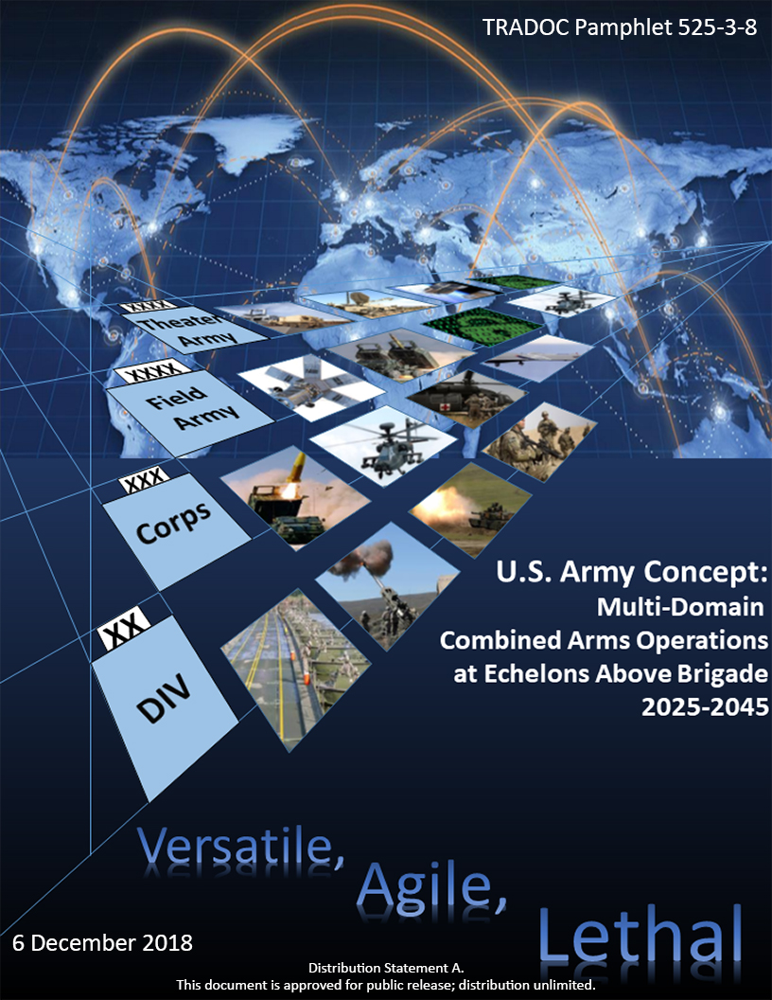 TRADOC Pamphlet 525-3-8
XXXX
Theater
Army
XXXX
Field
Army
XXX
Corps
XX
DIV
U.S. Army Concept:
Multi-Domain
Combined Arms Operations
at Echelons Above Brigade
2025-2045
Versatile,
Agile,
Lethal
6 December 2018
Distribution Statement A.
This document is approved for public release; distribution unlimited.